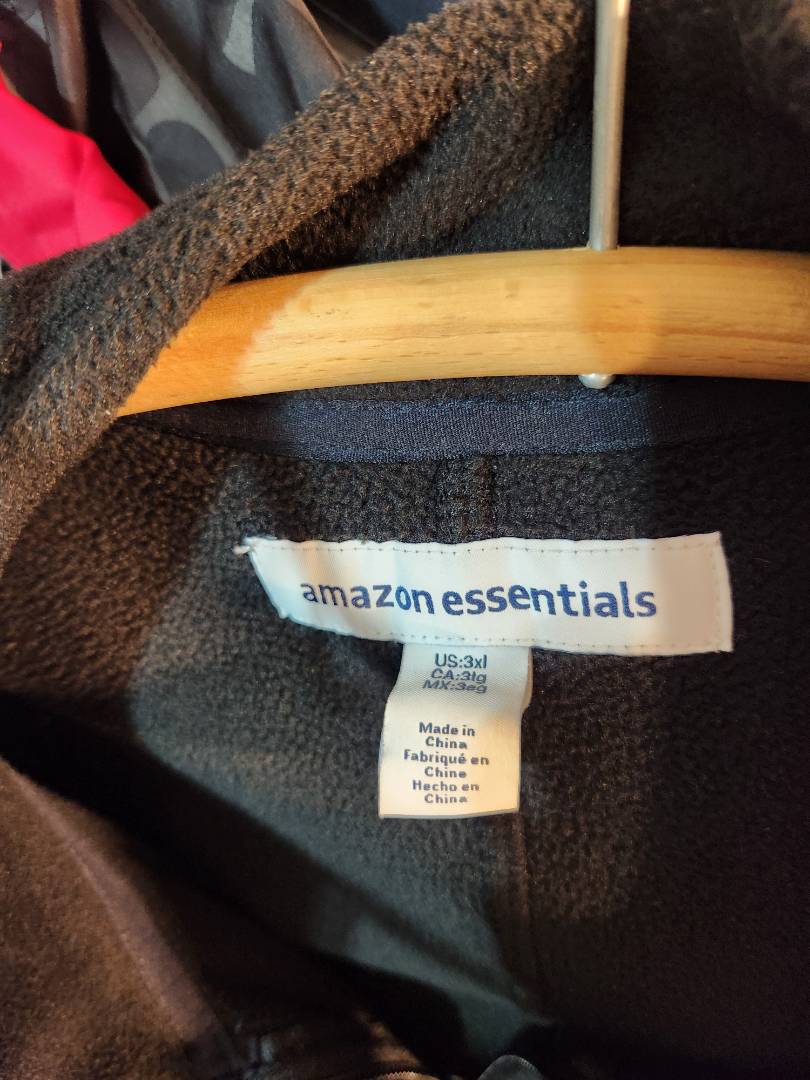 amazon essentials
US:3xl
CA:3tg
MX:3eg
Made in
China
Fabriqué en
Chine
Hecho en
China